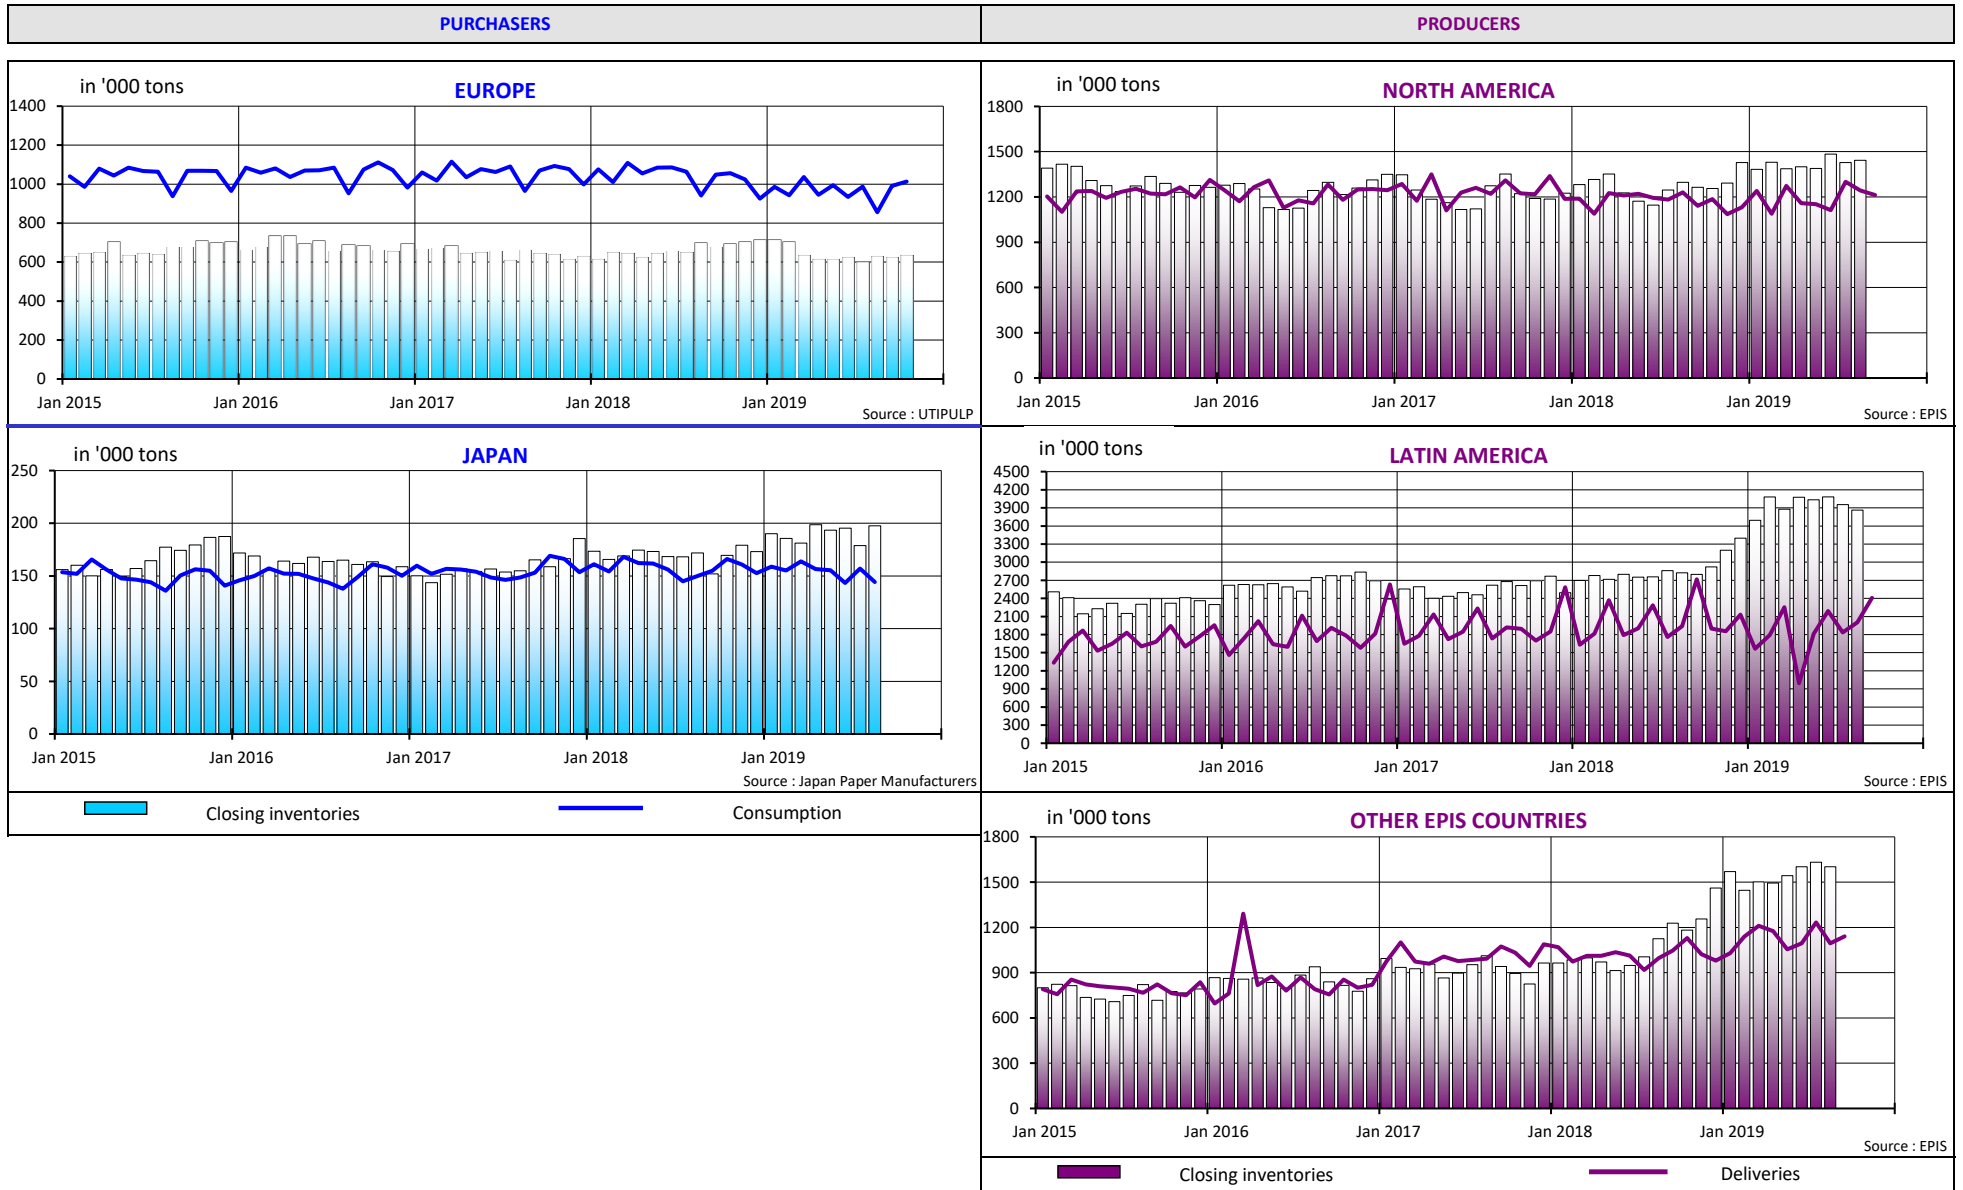 PURCHASERS
PRODUCERS
in '000 tons
EUROPE
1400
1200
1000
800
600
400
200
0
Jan 2015
Jan 2016
Jan 2017
Jan 2018
Jan 2019
Source : UTIPULP
in '000 tons
NORTH AMERICA
1800
1500
1200
900
600
300
0
Jan 2015
Jan 2016
Jan 2017
Jan 2018
Jan 2019
Source : EPIS
in '000 tons
JAPAN
250
200
150
100
50
0
Jan 2015
Jan 2016
Jan 2017
Jan 2018
Jan 2019
Source : Japan Paper Manufacturers
Closing inventories
Consumption
in '000 tons
LATIN AMERICA
4500
4200
3900
3600
3300
3000
2700
2400
2100
1800
1500
1200
900
600
300
0
Jan 2015
Jan 2016
Jan 2017
Jan 2018
Jan 2019
Source : EPIS
in '000 tons
OTHER EPIS COUNTRIES
1800
1500
1200
900
600
300
0
Jan 2015
Jan 2016
Jan 2017
Jan 2018
Jan 2019
Source : EPIS
Closing inventories
Deliveries